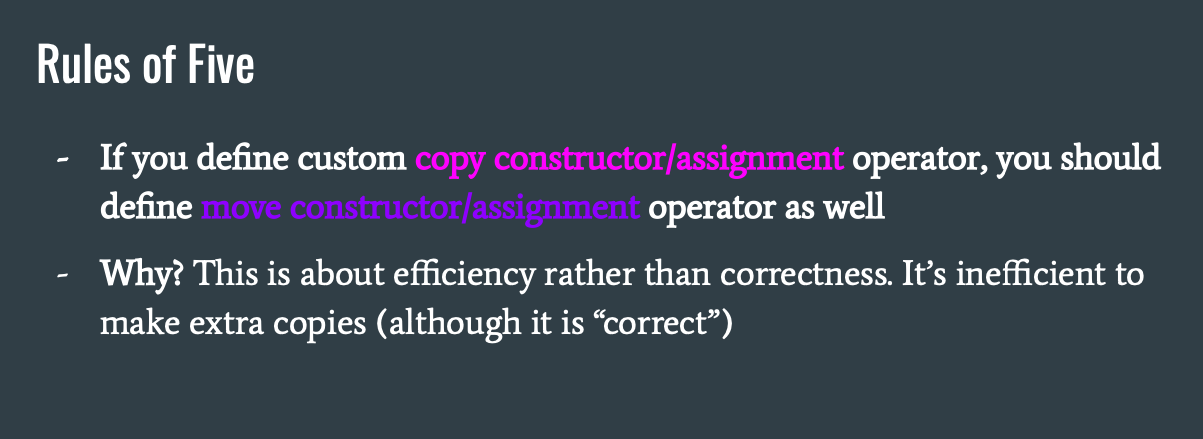 Rules of Five
- If you define custom copy constructor/assignment operator, you should
define move constructor/assignment operator as well
- Why? This is about efficiency rather than correctness. It’s inefficient to
make extra copies (although it is “correct”)